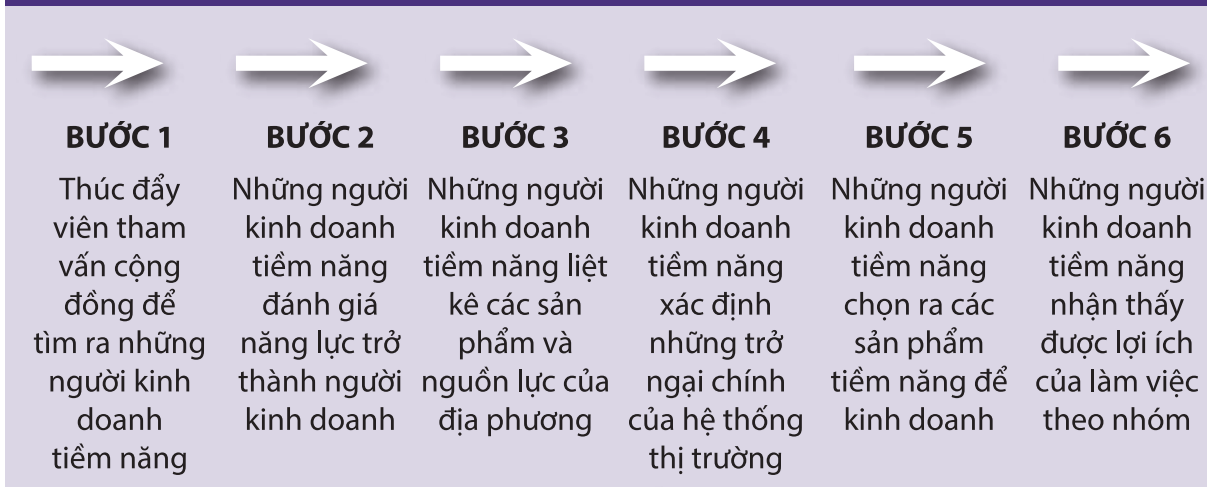 BƯỚC 1
Thúc đẩy
viên tham
vấn cộng
đồng để
tìm ra những
người kinh
doanh
tiềm năng
BƯỚC 2
Những người
kinh doanh
tiềm năng
đánh giá
năng lực trở
thành người
kinh doanh
BƯỚC 3
Những người
kinh doanh
tiềm năng liệt
kê các sản
phẩm và
nguồn lực của
địa phương
BƯỚC 4
Những người
kinh doanh
tiềm năng
xác định
những trở
ngại chính
của hệ thống
thị trường
BƯỚC 5
Những người
kinh doanh
tiềm năng
chọn ra các
sản phẩm
tiềm năng để
kinh doanh
BƯỚC 6
Những người
kinh doanh
tiềm năng
nhận thấy
được lợi ích
của làm việc
theo nhóm